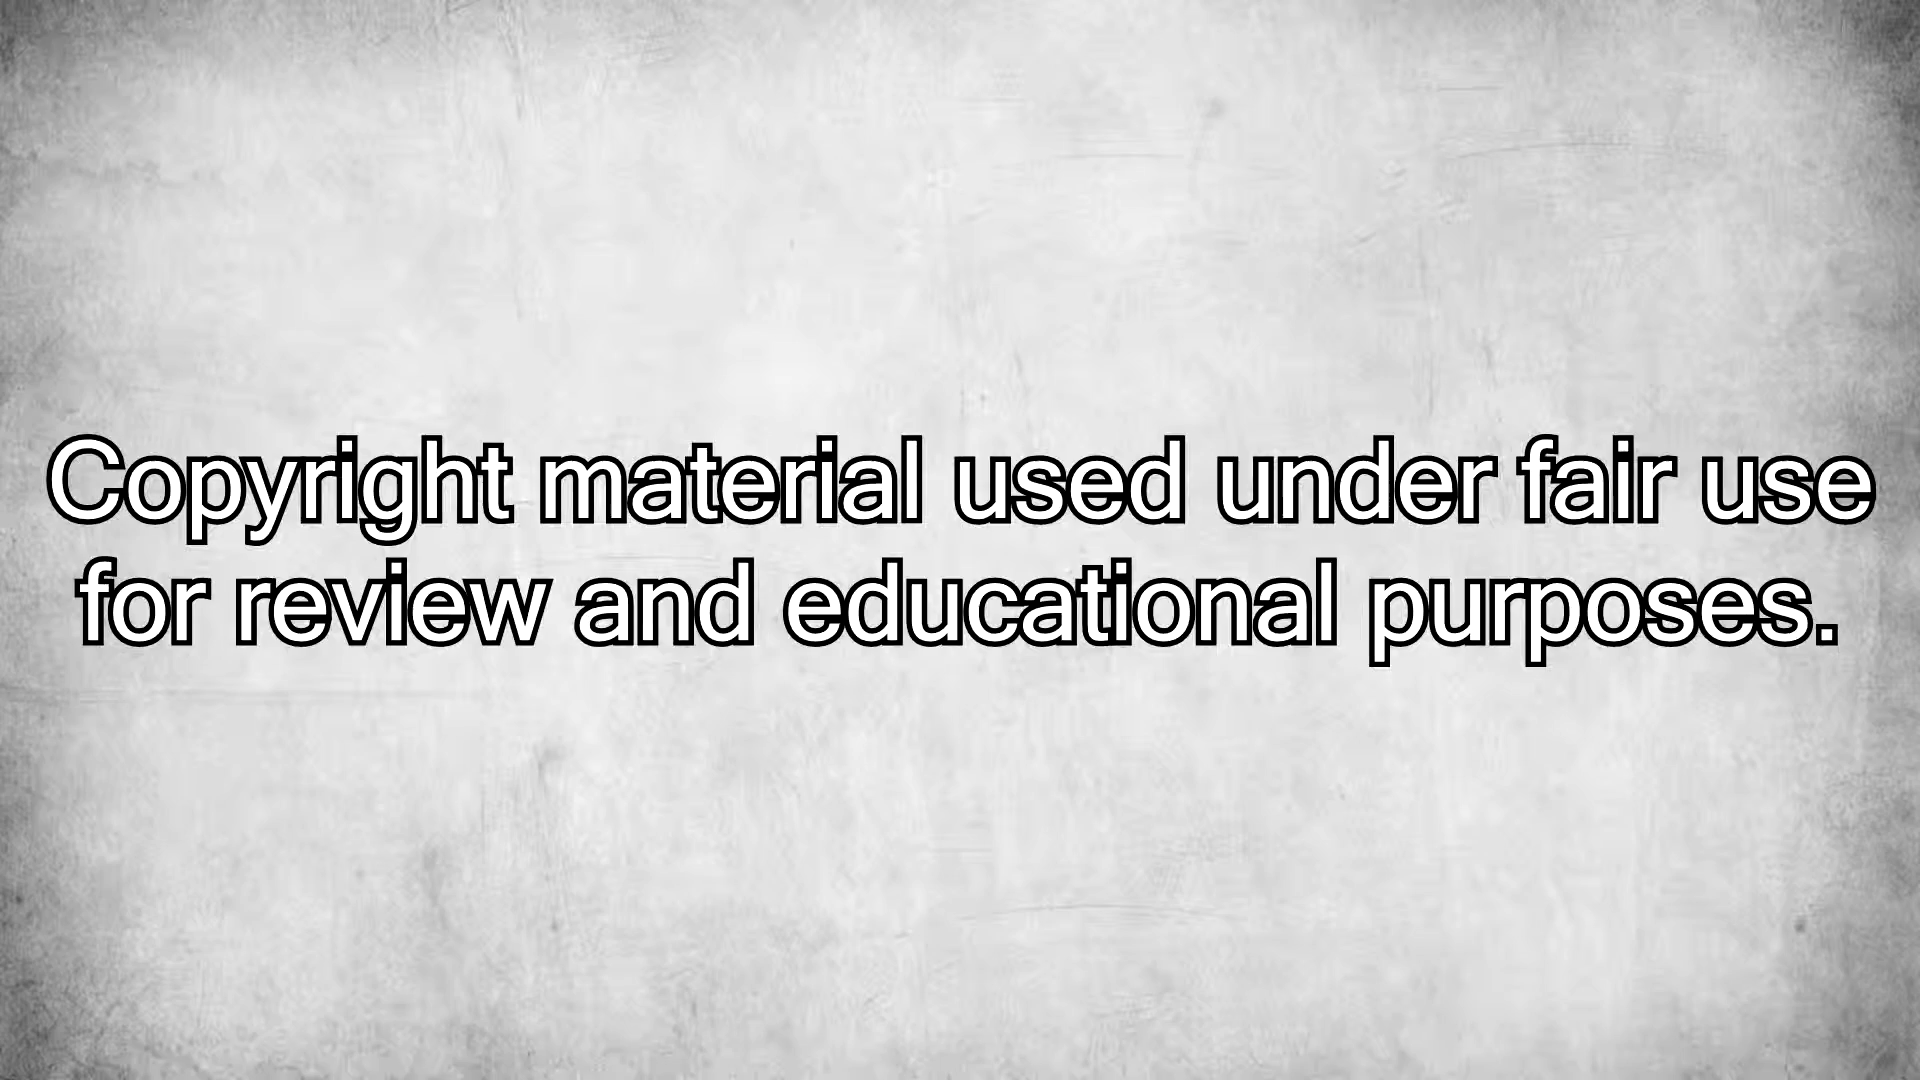 Copyright material used under fair use
for review and educational purposes.